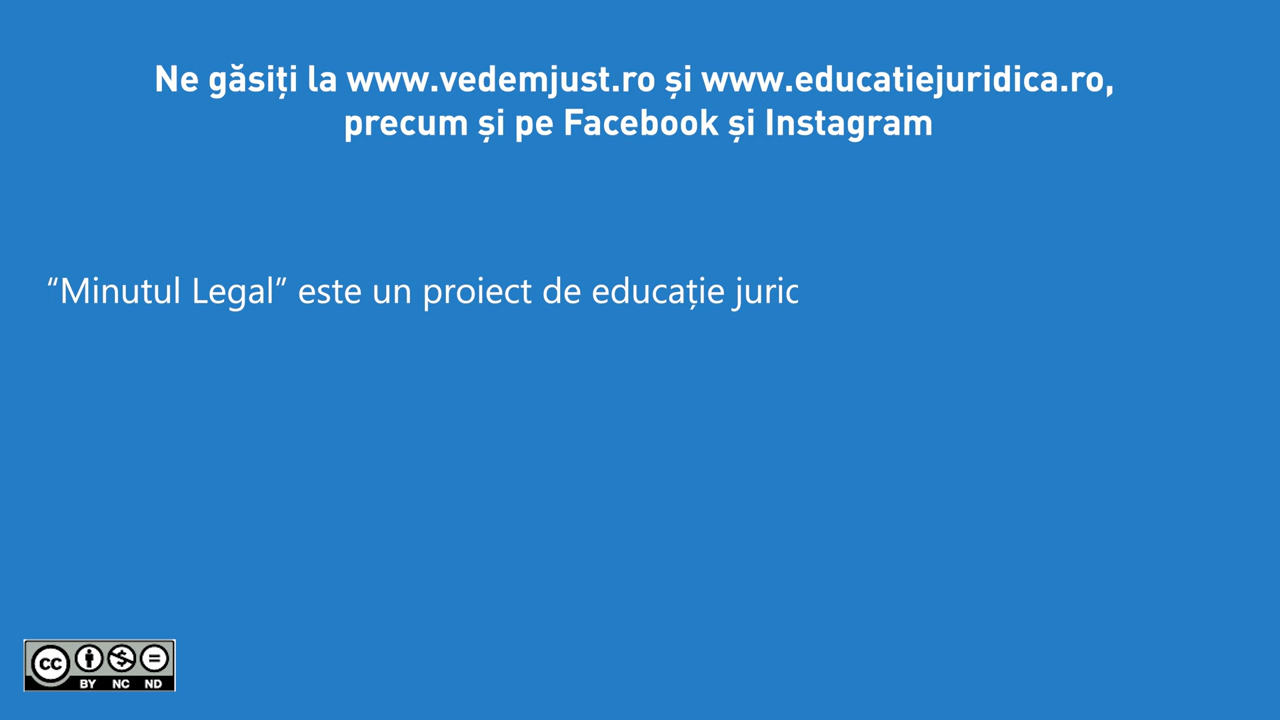 Ne găsiți la www.vedemjust.ro și www.educatiejuridica.ro,
precum și pe Facebook și Instagram
“Minutul Legal” este un proiect de educație
cc
BY NC ND